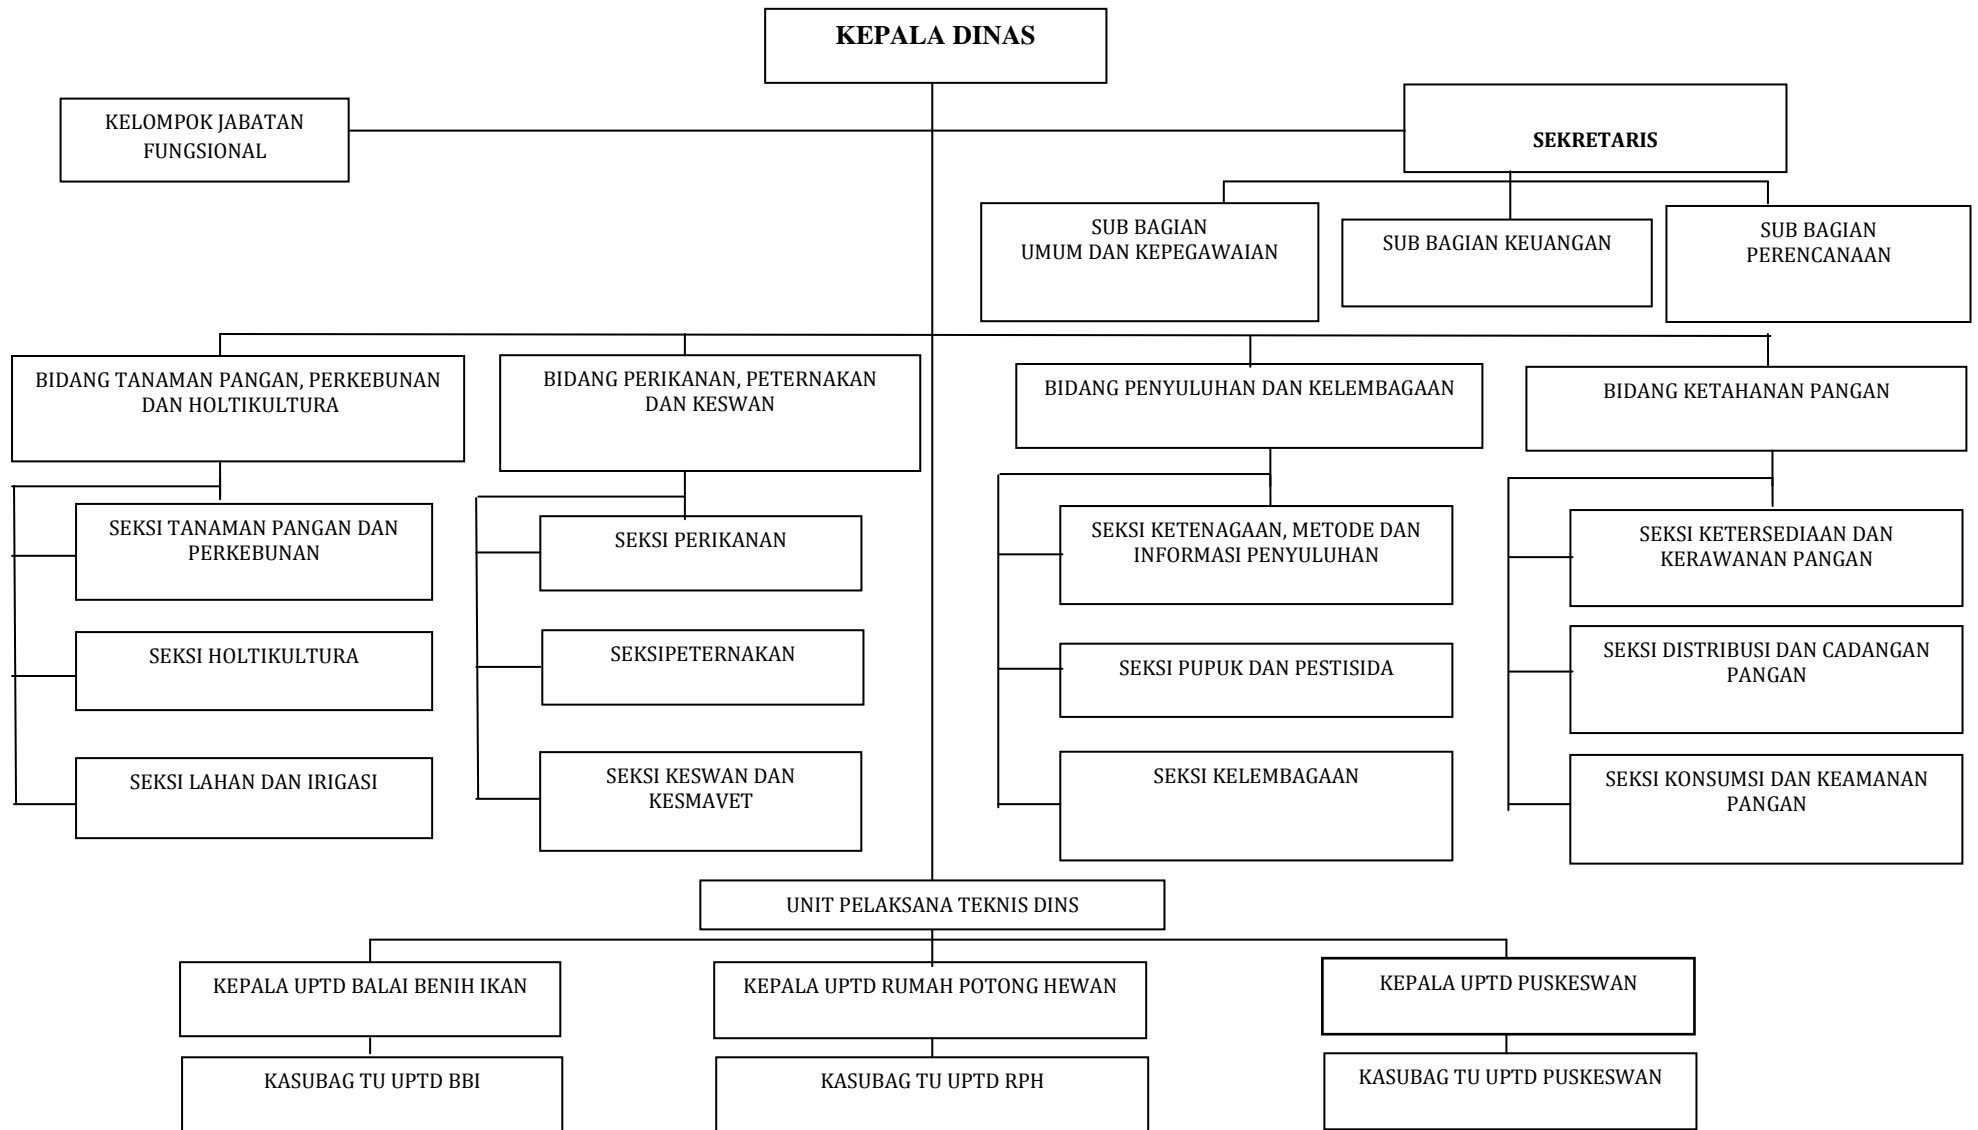 KEPALA DINAS
KELOMPOK JABATAN
FUNGSIONAL
SEKRETARIS
SUB BAGIAN
UMUM DAN KEPEGAWAIAN
SUB BAGIAN KEUANGAN
SUB BAGIAN
PERENCANAAN
BIDANG TANAMAN PANGAN, PERKEBUNAN
DAN HOLTIKULTURA
BIDANG PERIKANAN, PETERNAKAN
DAN KESWAN
BIDANG PENYULUHAN DAN KELEMBAGAAN
BIDANG KETAHANAN PANGAN
SEKSI TANAMAN PANGAN DAN
PERKEBUNAN
SEKSI PERIKANAN
SEKSI KETENAGAAN, METODE DAN
INFORMASI PENYULUHAN
SEKSI KETERSEDIAAN DAN
KERAWANAN PANGAN
SEKSI HOLTIKULTURA
SEKSIPETERNAKAN
SEKSI PUPUK DAN PESTISIDA
SEKSI DISTRIBUSI DAN CADANGAN
PANGAN
SEKSI LAHAN DAN IRIGASI
SEKSI KESWAN DAN
KESMAVET
SEKSI KELEMBAGAAN
SEKSI KONSUMSI DAN KEAMANAN
PANGAN
UNIT PELAKSANA TEKNIS DINS
KEPALA UPTD BALAI BENIH IKAN
KEPALA UPTD RUMAH POTONG HEWAN
KEPALA UPTD PUSKESWAN
KASUBAG TU UPTD BBI
KASUBAG TU UPTD RPH
KASUBAG TU UPTD PUSKESWAN